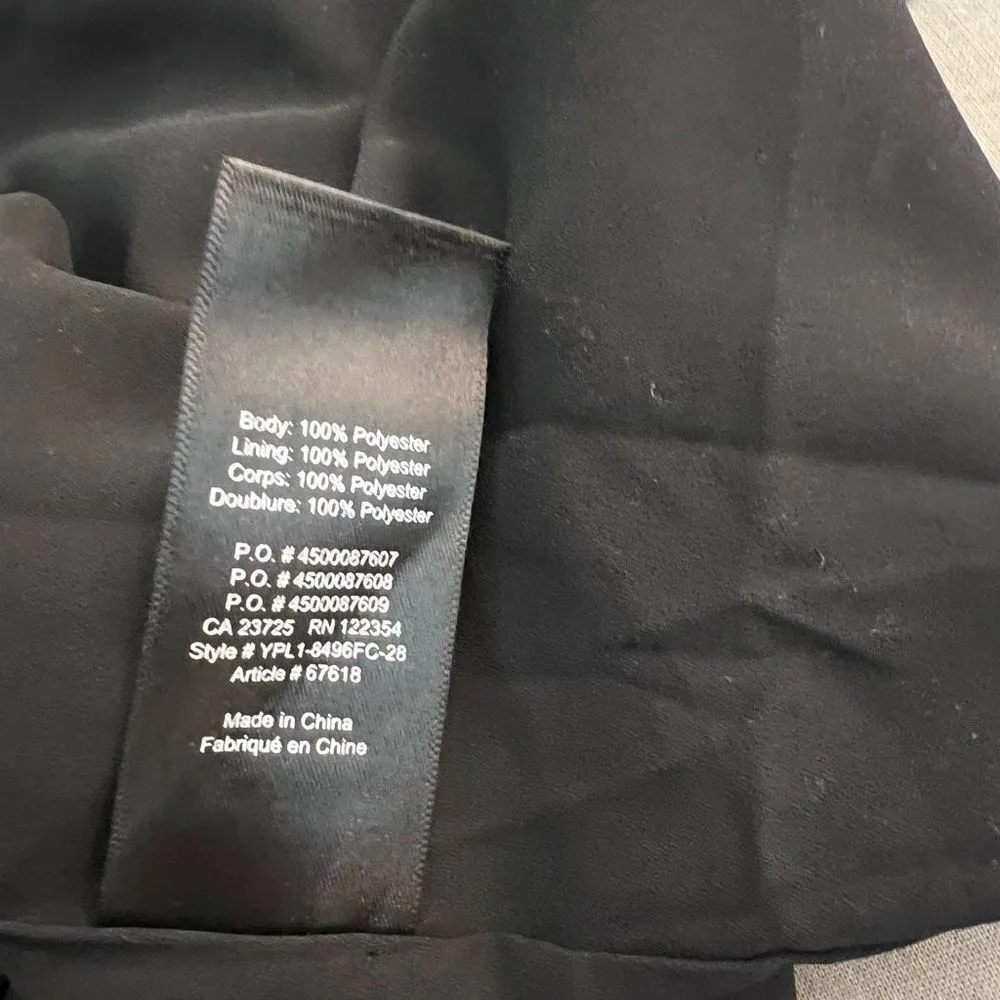 Body: 100% Polyester
Lining: 100% Polyester
Corps: 100% Polyester
Doublure: 100% Polyester
P.O. # 4500087607
P.O. # 4500087608
P.O. # 4500087609
CA 23725 RN 122354
Style # YPL1-8496FC-28
Article # 67618
Made in China
Fabriqué en Chine